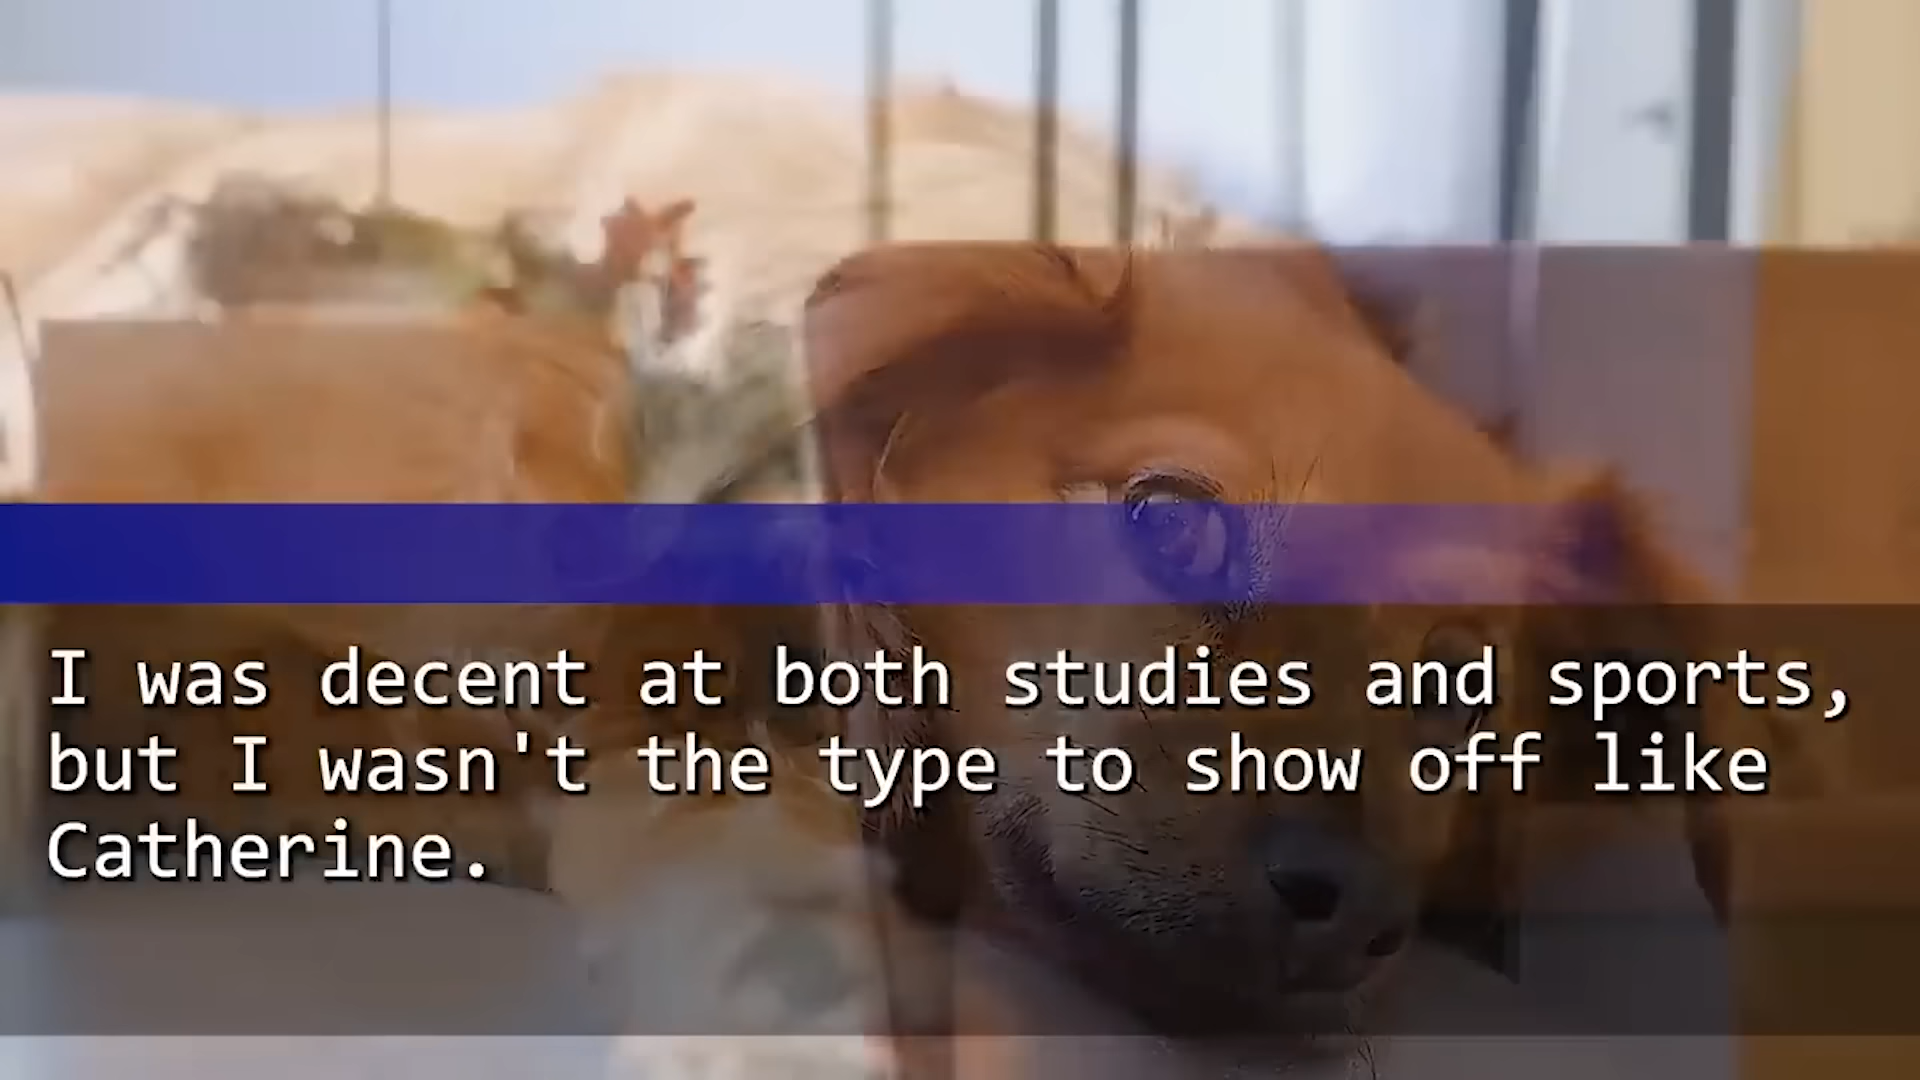 I was decent at both studies and sports,
but I wasn't the type to show off like
Catherine.